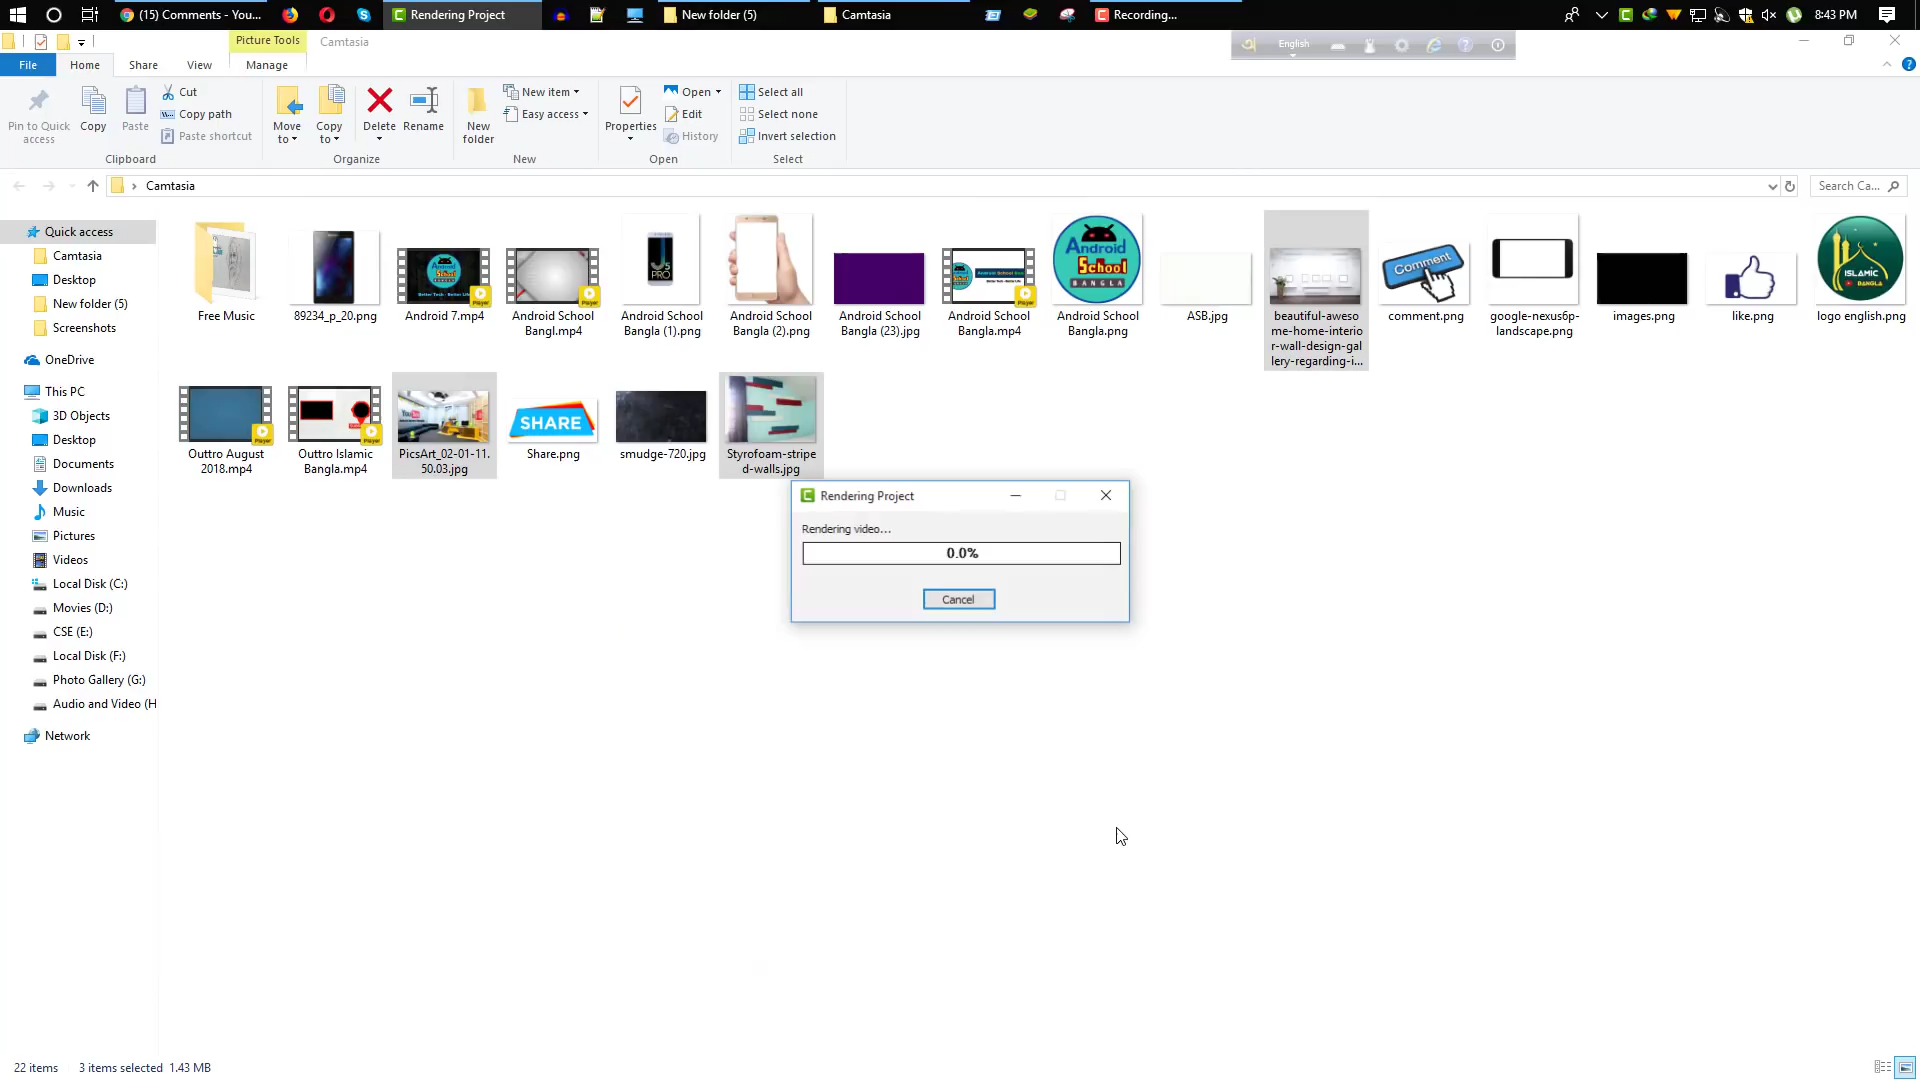 (15) Comments - You...
Rendering Project
New folder (5)
Camtasia
Recording...
8:43 PM
Picture Tools
Camtasia
English
File
Home
Share
View
Manage
Pin to Quick access
Copy
Paste
Cut
Copy path
Paste shortcut
Clipboard
Move to
Copy to
Delete
Rename
Organize
New folder
New item
Easy access
New
Properties
Open
Edit
History
Open
Select all
Select none
Invert selection
Select
Camtasia
Search Ca...
Quick access
Camtasia
Desktop
New folder (5)
Screenshots
OneDrive
This PC
3D Objects
Desktop
Documents
Downloads
Music
Pictures
Videos
Local Disk (C:)
Movies (D:)
CSE (E:)
Local Disk (F:)
Photo Gallery (G:)
Audio and Video (H
Network
J5
PRO
Android
School
BANGLA
Comment
ISLAMIC
BANGLA
Free Music
89234_p_20.png
Android 7.mp4
Android School
Bangl.mp4
Android School
Bangla (1).png
Android School
Bangla (2).png
Android School
Bangla (23).jpg
Android School
Bangla.mp4
Android School
Bangla.png
ASB.jpg
beautiful-aweso
me-home-interio
r-wall-design-gal
lery-regarding-i...
comment.png
google-nexus6p-
landscape.png
images.png
like.png
logo english.png
SHARE
Outtro August
2018.mp4
Outtro Islamic
Bangla.mp4
PicsArt_02-01-11.
50.03.jpg
Share.png
smudge-720.jpg
Styrofoam-stripe
d-walls.jpg
Rendering Project
Rendering video...
0.0%
Cancel
22 items
3 items selected 1.43 MB